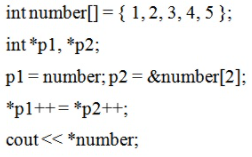 int number[] = { 1, 2, 3, 4, 5 };
int *p1, *p2;
p1 = number; p2 = &number[2];
*p1++ = *p2++;
cout << *number;